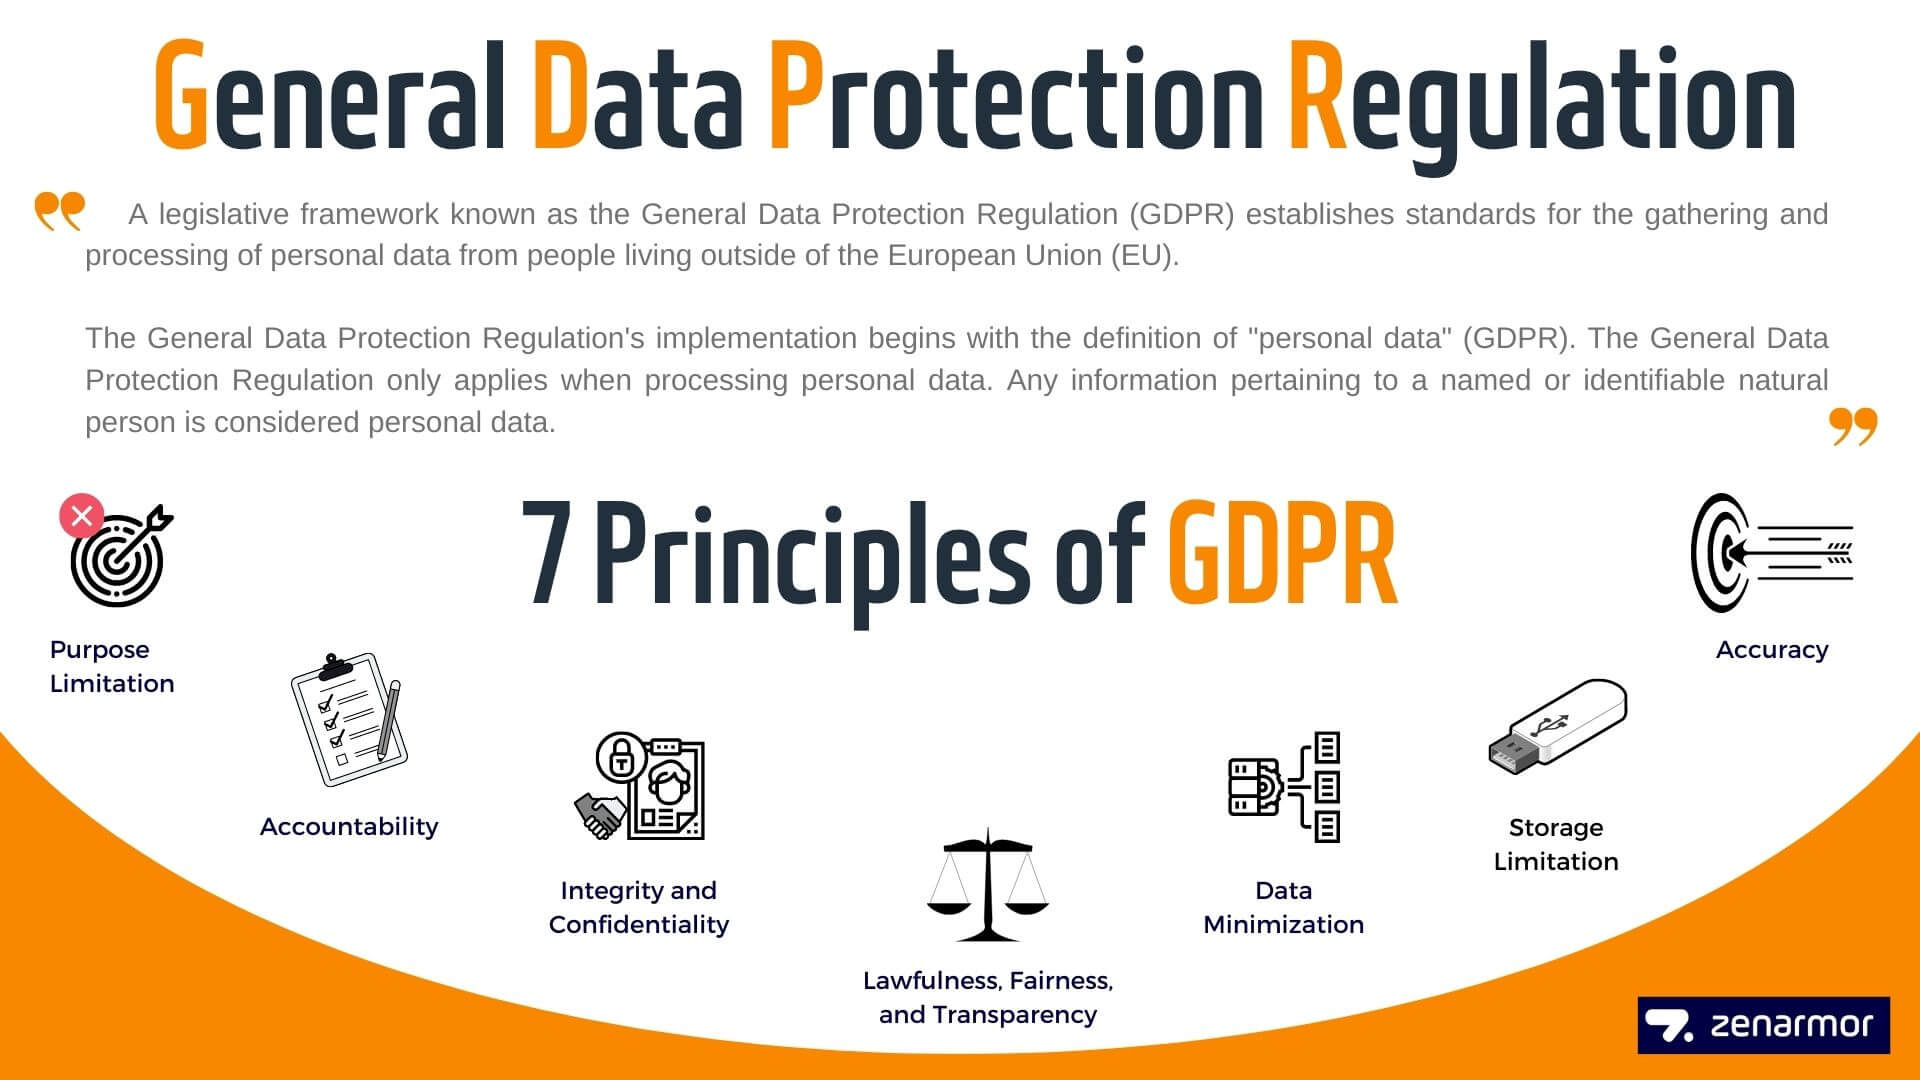 General Data Protection Regulation
A legislative framework known as the General Data Protection Regulation (GDPR) establishes standards for the gathering and
processing of personal data from people living outside of the European Union (EU).
The General Data Protection Regulation's implementation begins with the definition of "personal data" (GDPR). The General Data
Protection Regulation only applies when processing personal data. Any information pertaining to a named or identifiable natural
person is considered personal data.
7 Principles of GDPR
Purpose
Limitation
Accountability
Integrity and
Confidentiality
Lawfulness, Fairness,
and Transparency
Data
Minimization
Storage
Limitation
Accuracy
zenarmor